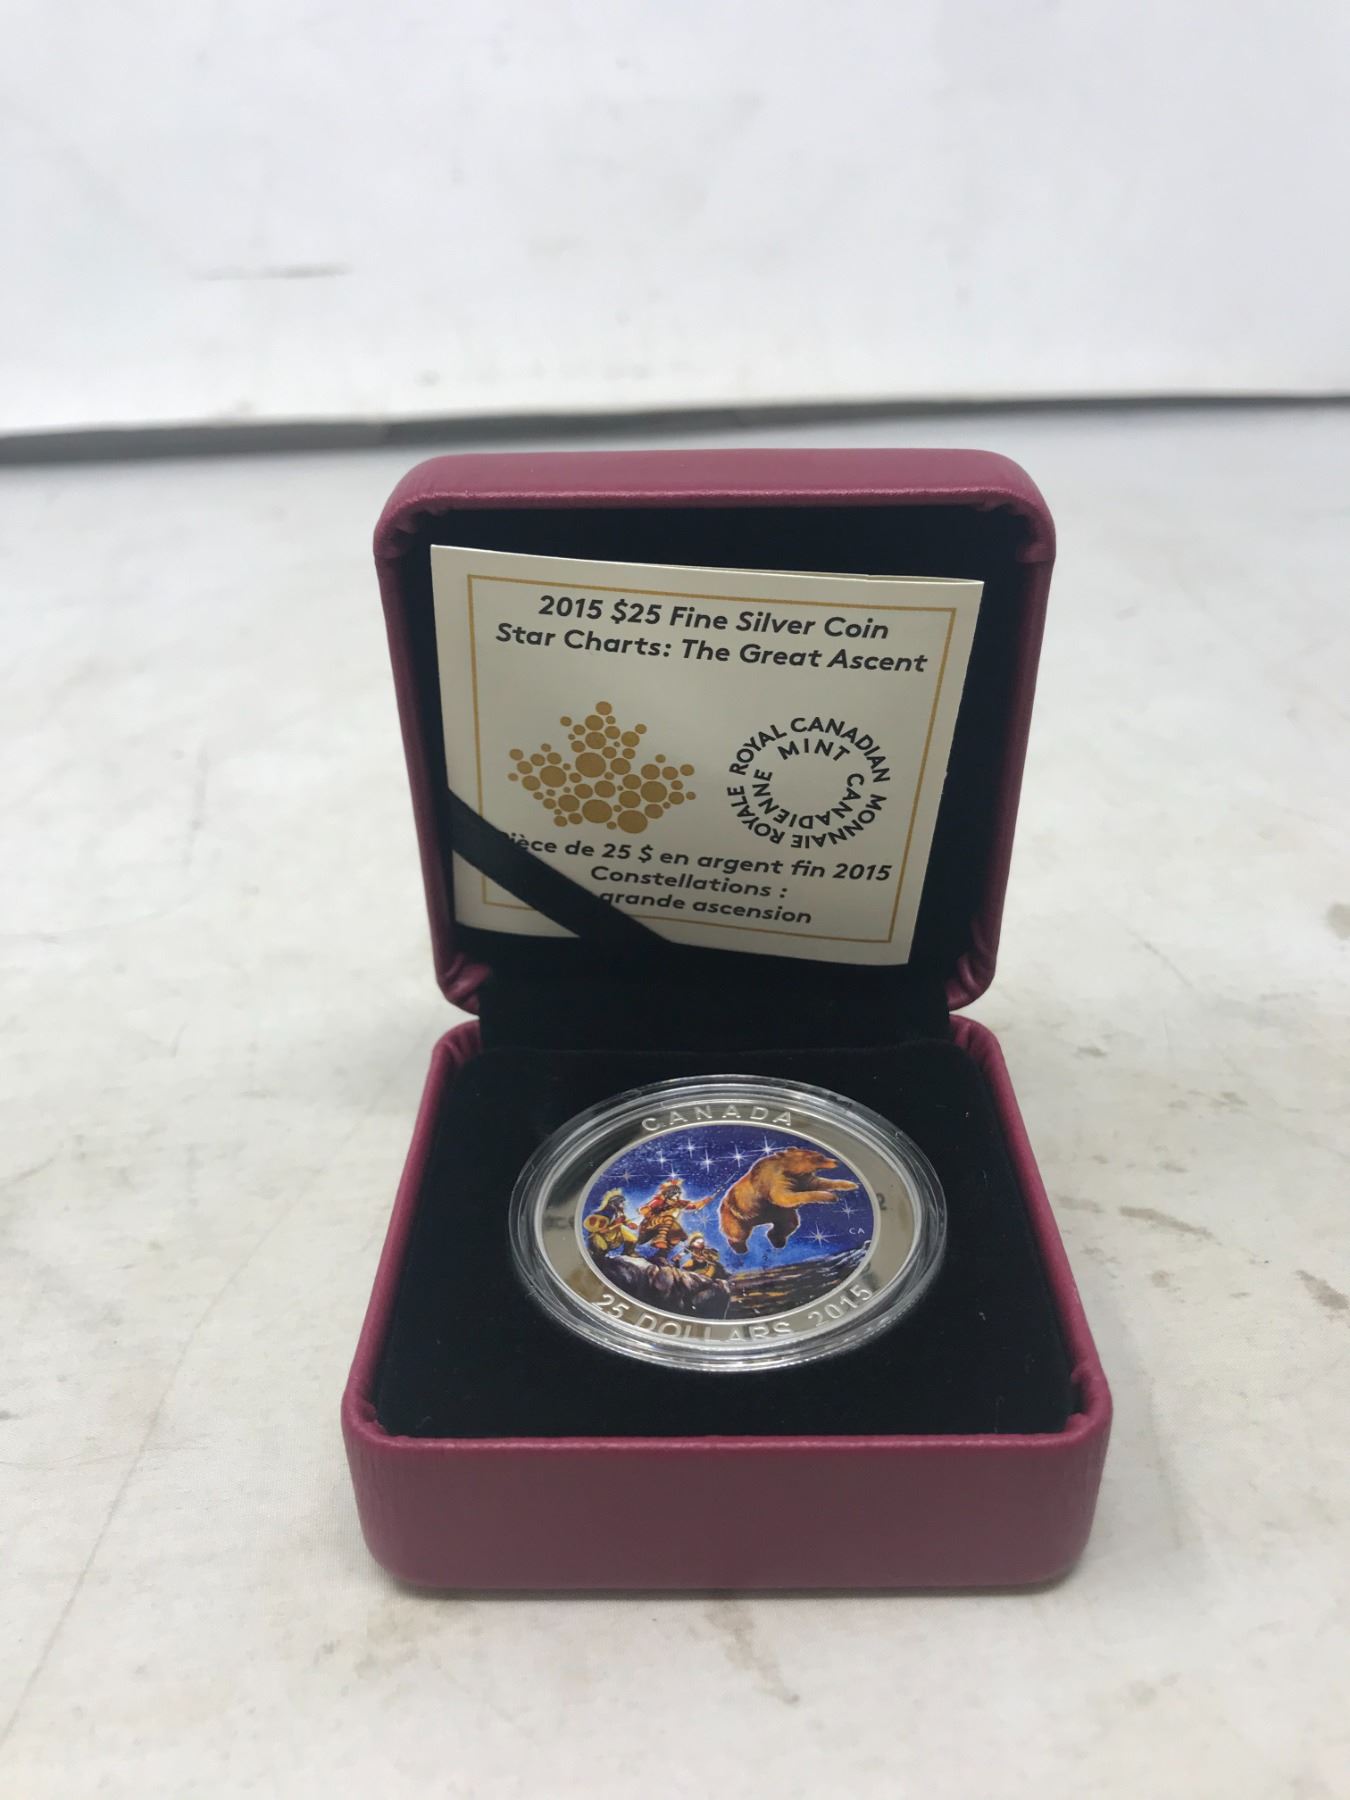 2015 $25 Fine Silver Coin
Star Charts: The Great Ascent
ROYAL CANADIAN MINT
MONNAIE ROYALE CANADIENNE
de 25 $ en argent fin 2015
Constellations :
grande ascension
CANADA
CA
25 DOLLARS 2015